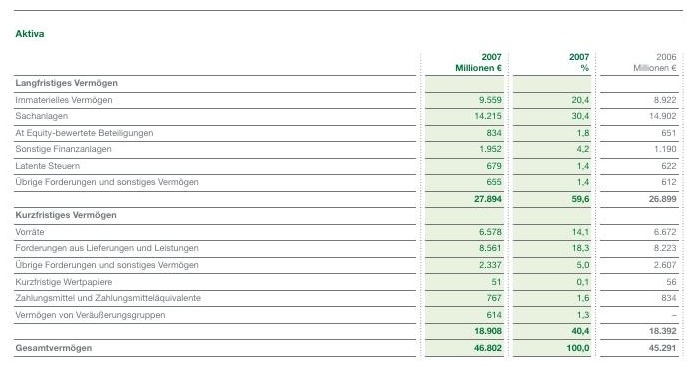 Aktiva
2007 2007 2006
Millionen € % Millionen €
Langfristiges Vermögen
Immaterielles Vermögen 9.559 20,4 8.922
Sachanlagen 14.215 30,4 14.902
At Equity-bewertete Beteiligungen 834 1,8 651
Sonstige Finanzanlagen 1.952 4,2 1.190
Latente Steuern 679 1,4 622
Übrige Forderungen und sonstiges Vermögen 655 1,4 612
27.894 59,6 26.899
Kurzfristiges Vermögen
Vorräte 6.578 14,1 6.672
Forderungen aus Lieferungen und Leistungen 8.561 18,3 8.223
Übrige Forderungen und sonstiges Vermögen 2.337 5,0 2.607
Kurzfristige Wertpapiere 51 0,1 56
Zahlungsmittel und Zahlungsmitteläquivalente 767 1,6 834
Vermögen von Veräußerungsgruppen 614 1,3 –
18.908 40,4 18.392
Gesamtvermögen 46.802 100,0 45.291